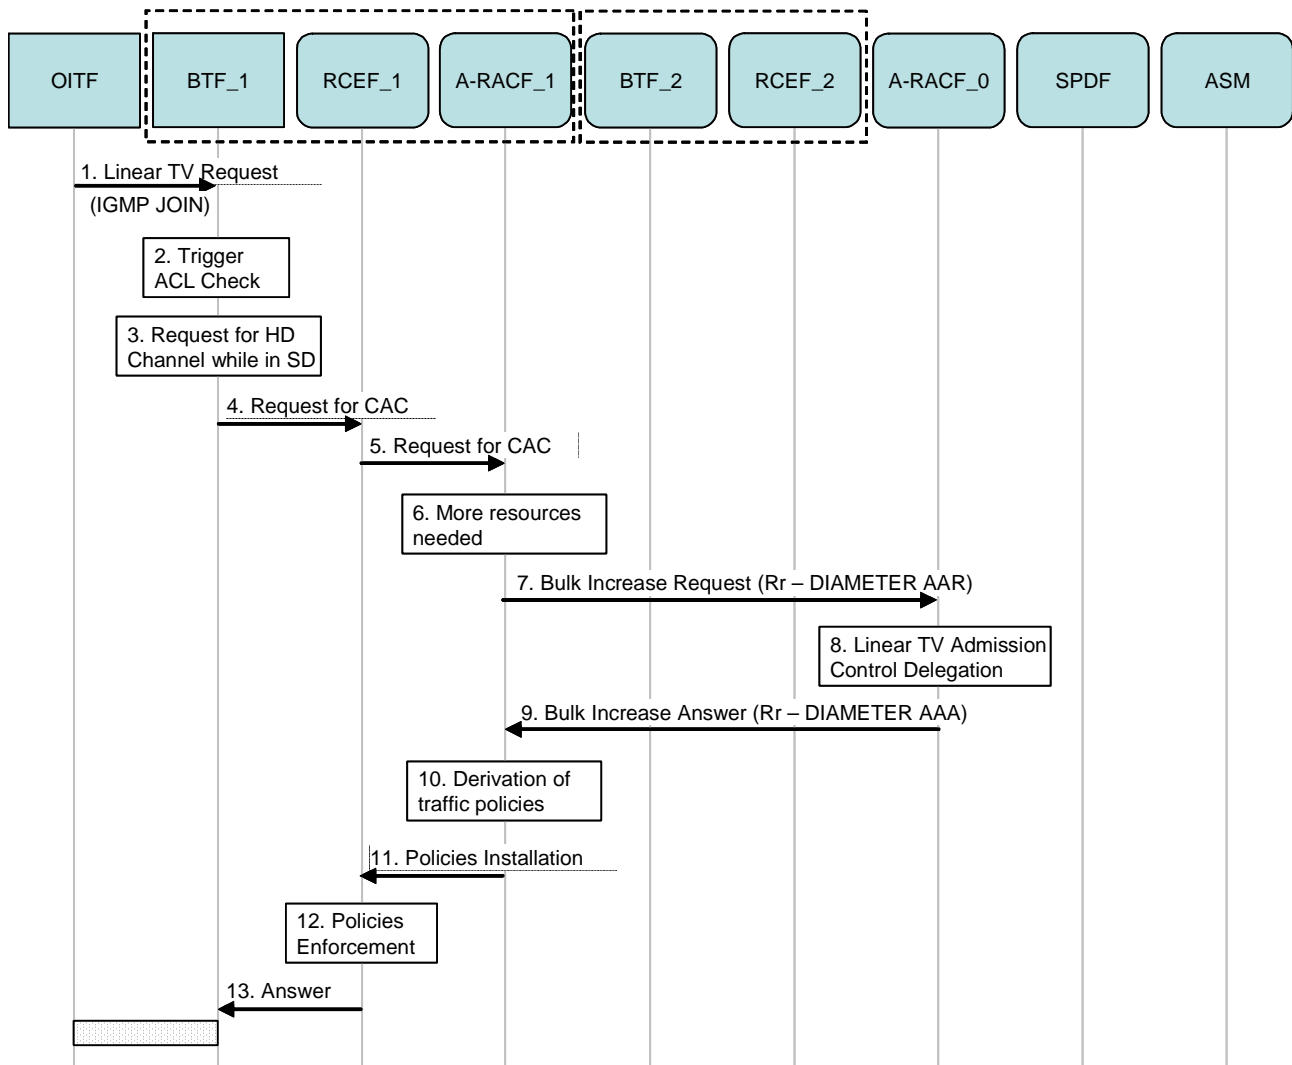 OITF
BTF_1
RCEF_1
A-RACF_1
BTF_2
RCEF_2
A-RACF_0
SPDF
ASM
1. Linear TV Request
(IGMP JOIN)
2. Trigger
ACL Check
3. Request for HD
Channel while in SD
4. Request for CAC
5. Request for CAC
6. More resources
needed
7. Bulk Increase Request (Rr – DIAMETER AAR)
8. Linear TV Admission
Control Delegation
9. Bulk Increase Answer (Rr – DIAMETER AAA)
10. Derivation of
traffic policies
11. Policies Installation
12. Policies
Enforcement
13. Answer